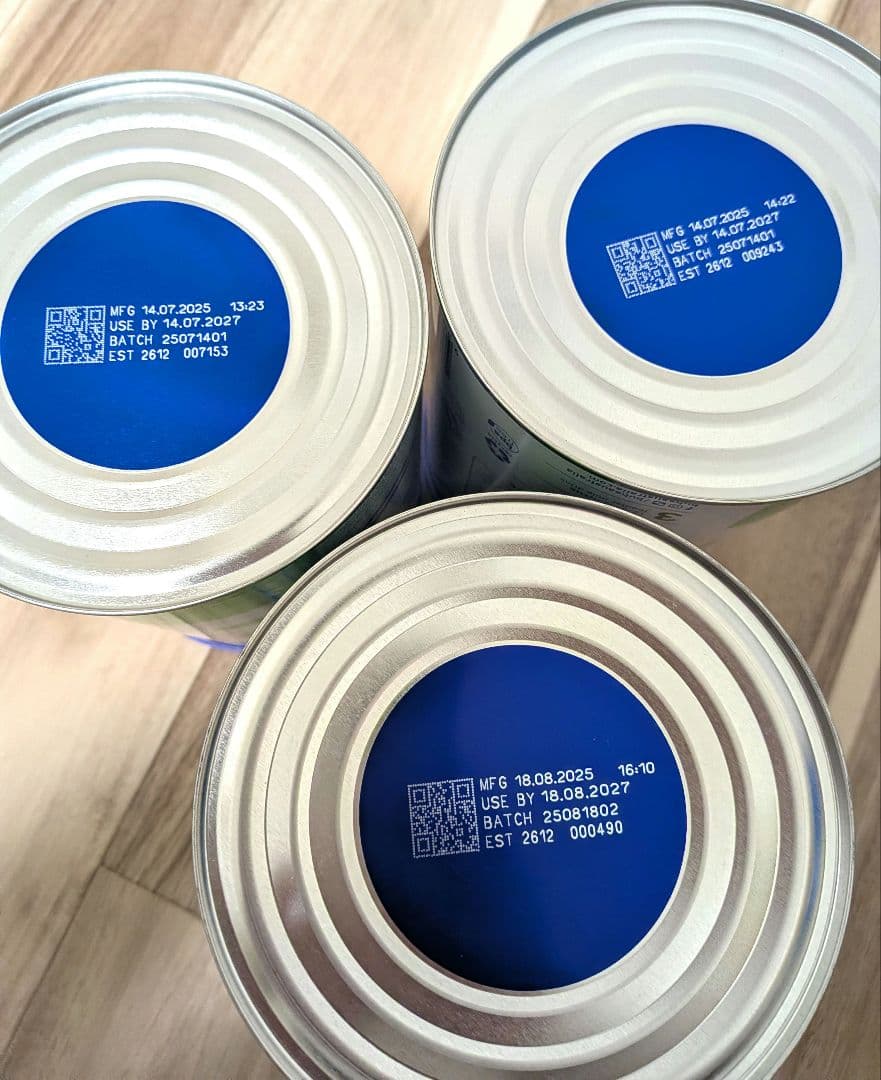 MFG 14.07.2025 13:23
USE BY 14.07.2027
BATCH 25071401
EST 2612 007153
MFG 14.07.2025 14:22
USE BY 14.07.2027
BATCH 25071401
EST 2612 009243
MFG 18.08.2025 16:10
USE BY 18.08.2027
BATCH 25081802
EST 2612 000490
3